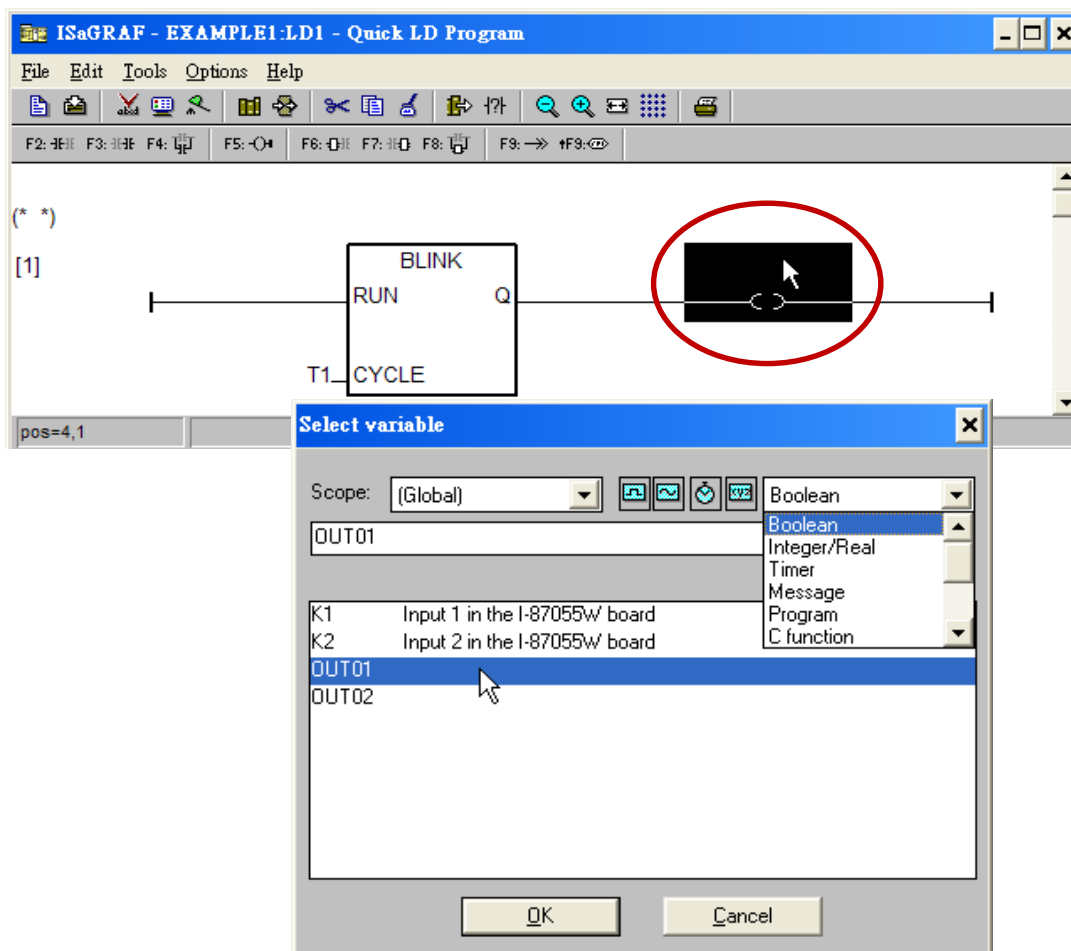 ISaGRAF - EXAMPLE1:LD1 - Quick LD Program
File Edit Tools Options Help
F2: F3: F4: F5: F6: F7: F8: F9: F9:
(* *)
[1]
BLINK
RUN Q
T1 CYCLE
pos=4,1
Select variable
Scope: (Global) xyz Boolean
OUT01
Boolean
Integer/Real
Timer
Message
Program
C function
K1 Input 1 in the I-87055W board
K2 Input 2 in the I-87055W board
OUT01
OUT02
OK Cancel